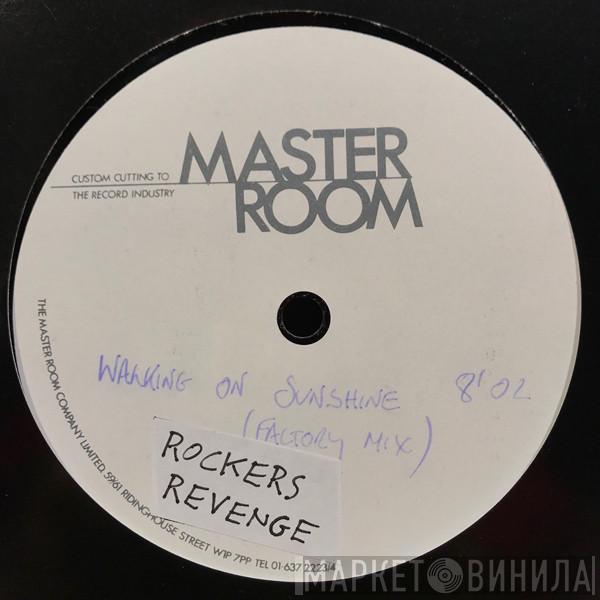 CUSTOM CUTTING TO
THE RECORD INDUSTRY
MASTER
ROOM
WALKING ON SUNSHINE 8'02
(FACTORY MIX)
ROCKERS
REVENGE
THE MASTER ROOM COMPANY LIMITED, 59/61 RIDINGHOUSE STREET W1P 7PP TEL 01-637 2223/4
МАРКЕТ ВИНИЛА